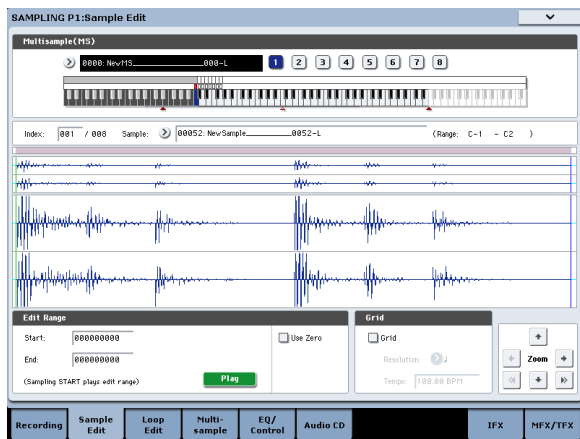 SAMPLING P1:Sample Edit
Multisample(MS)
0000: NewMS____________000-L
1 2 3 4 5 6 7 8
Index: 001 / 008 Sample: 00052: NewSample_________0052-L (Range: C-1 - C2 )
Edit Range
Grid
Start: 000000000
Use Zero
Grid
End: 000000000
Resolution:
Zoom
(Sampling START plays edit range)
Play
Tempo: 100.00 BPM
Recording
Sample Edit
Loop Edit
Multi-sample
EQ/Control
Audio CD
IFX
MFX/TFX